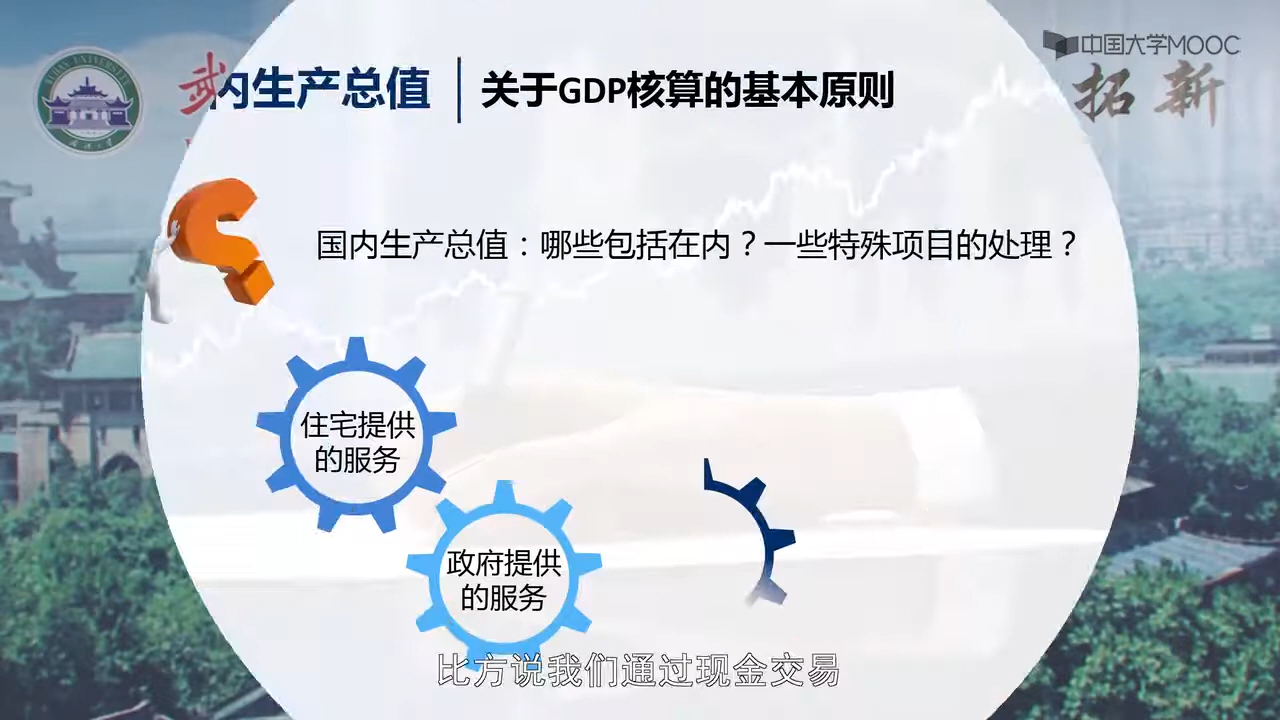 中国大学MOOC
武
内生产总值
关于GDP核算的基本原则
拓新
国内生产总值：哪些包括在内？一些特殊项目的处理？
住宅提供
的服务
政府提供
的服务
比方说我们通过现金交易